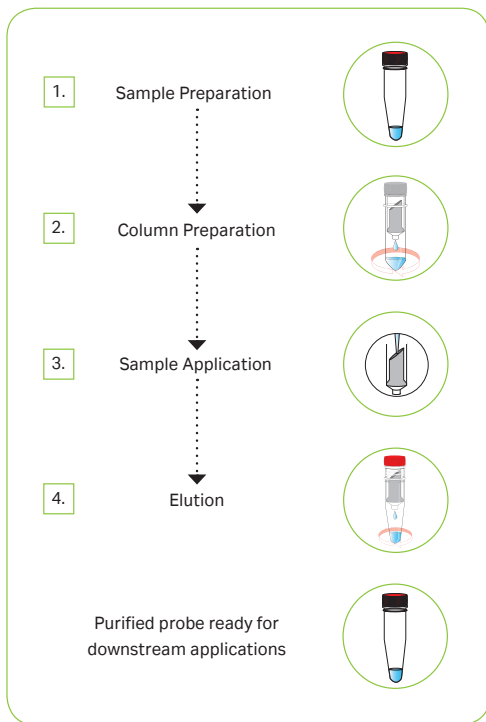 1. Sample Preparation
2. Column Preparation
3. Sample Application
4. Elution
Purified probe ready for
downstream applications